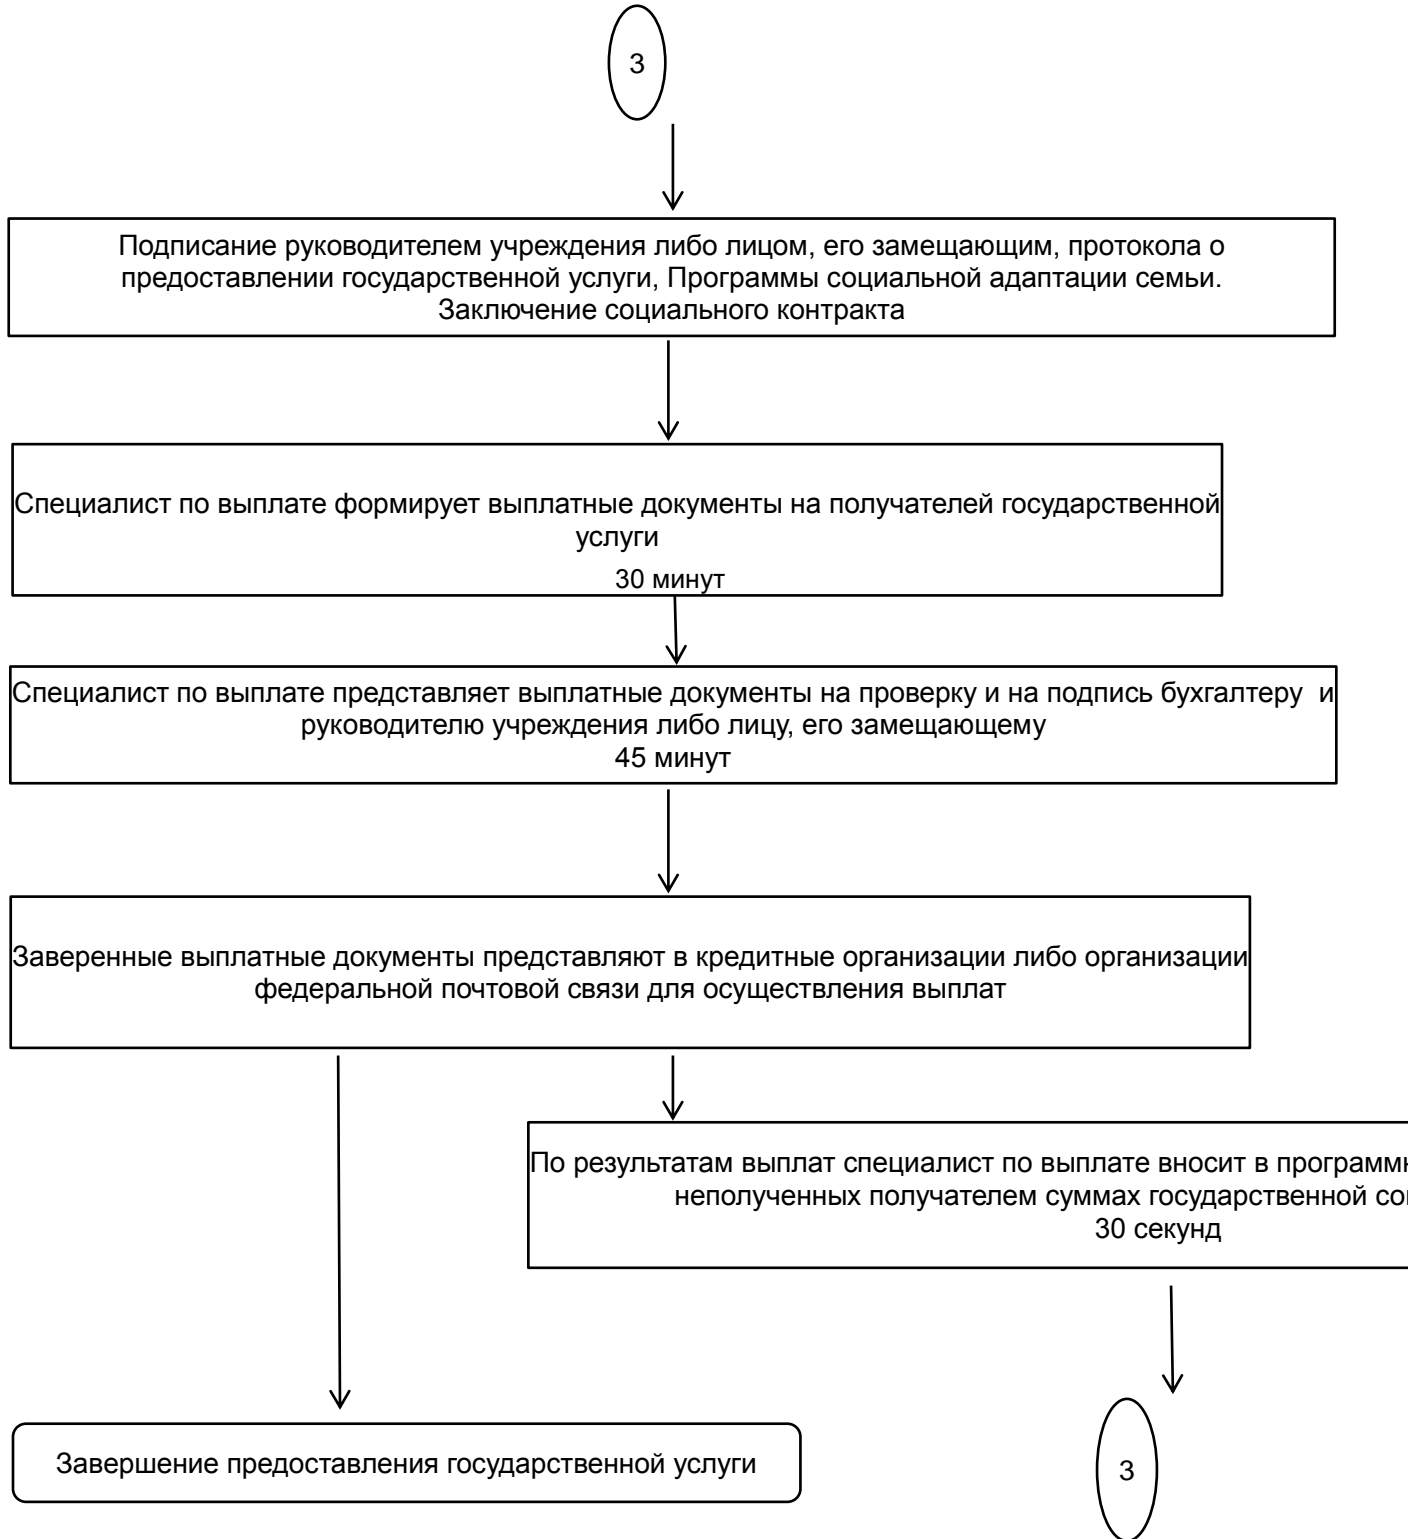 3
Подписание руководителем учреждения либо лицом, его замещающим, протокола о
предоставлении государственной услуги, Программы социальной адаптации семьи.
Заключение социального контракта
Специалист по выплате формирует выплатные документы на получателей государственной
услуги
30 минут
Специалист по выплате представляет выплатные документы на проверку и на подпись бухгалтеру и
руководителю учреждения либо лицу, его замещающему
45 минут
Заверенные выплатные документы представляют в кредитные организации либо организации
федеральной почтовой связи для осуществления выплат
По результатам выплат специалист по выплате вносит в
неполученных получателем суммах государственной
30 секунд
Завершение предоставления государственной услуги
3